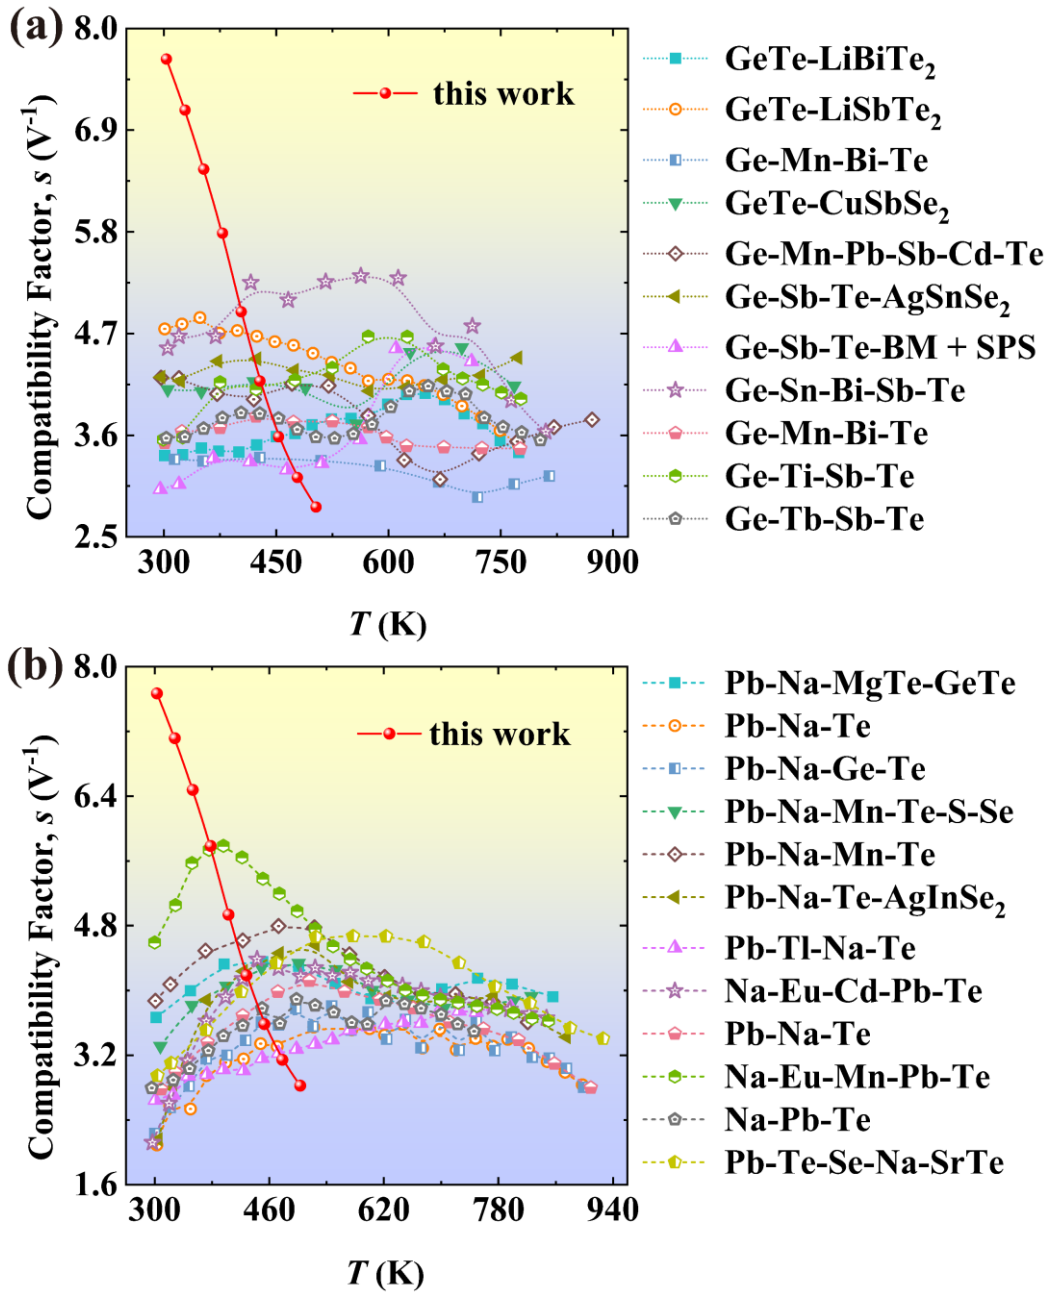 (a)
8.0
6.9
5.8
4.7
3.6
2.5
Compatibility Factor, s (V⁻¹)
this work
300 450 600 750 900
T (K)
GeTe-LiBiTe₂
GeTe-LiSbTe₂
Ge-Mn-Bi-Te
GeTe-CuSbSe₂
Ge-Mn-Pb-Sb-Cd-Te
Ge-Sb-Te-AgSnSe₂
Ge-Sb-Te-BM + SPS
Ge-Sn-Bi-Sb-Te
Ge-Mn-Bi-Te
Ge-Ti-Sb-Te
Ge-Tb-Sb-Te
(b)
8.0
6.4
4.8
3.2
1.6
Compatibility Factor, s (V⁻¹)
this work
300 460 620 780 940
T (K)
Pb-Na-MgTe-GeTe
Pb-Na-Te
Pb-Na-Ge-Te
Pb-Na-Mn-Te-S-Se
Pb-Na-Mn-Te
Pb-Na-Te-AgInSe₂
Pb-Tl-Na-Te
Na-Eu-Cd-Pb-Te
Pb-Na-Te
Na-Eu-Mn-Pb-Te
Na-Pb-Te
Pb-Te-Se-Na-SrTe